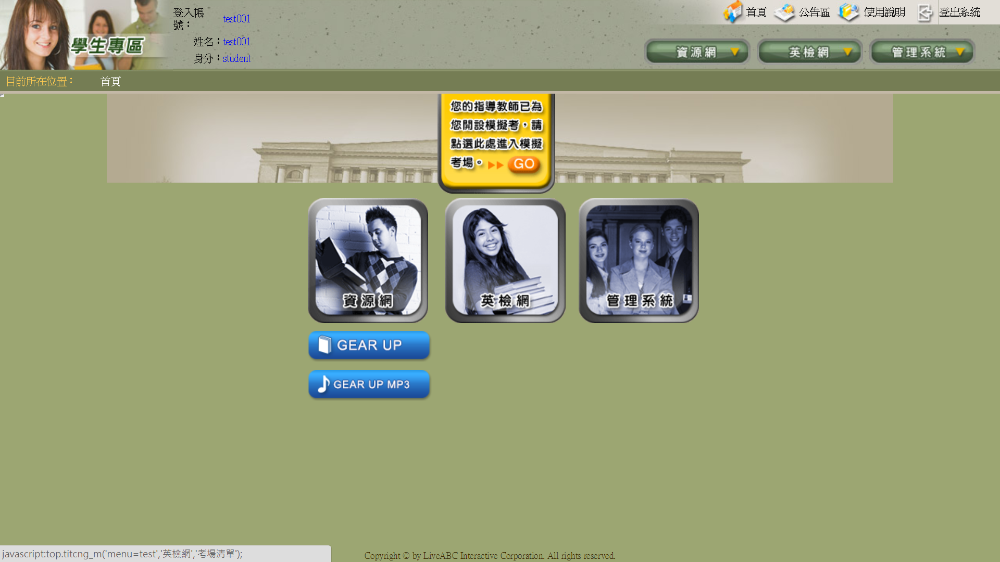 登入帳
號：
test001
姓名：test001
身分：student
學生專區
首頁
公告區
使用說明
登出系統
資源網
英檢網
管理系統
目前所在位置：
首頁
您的指導教師已為
您開設模擬考，請
點選此處進入模擬
考場。
GO
資源網
英檢網
管理系統
GEAR UP
GEAR UP MP3
javascript:top.titcng_m('menu=test','英檢網','考場清單');
Copyright © by LiveABC Interactive Corporation. All rights reserved.